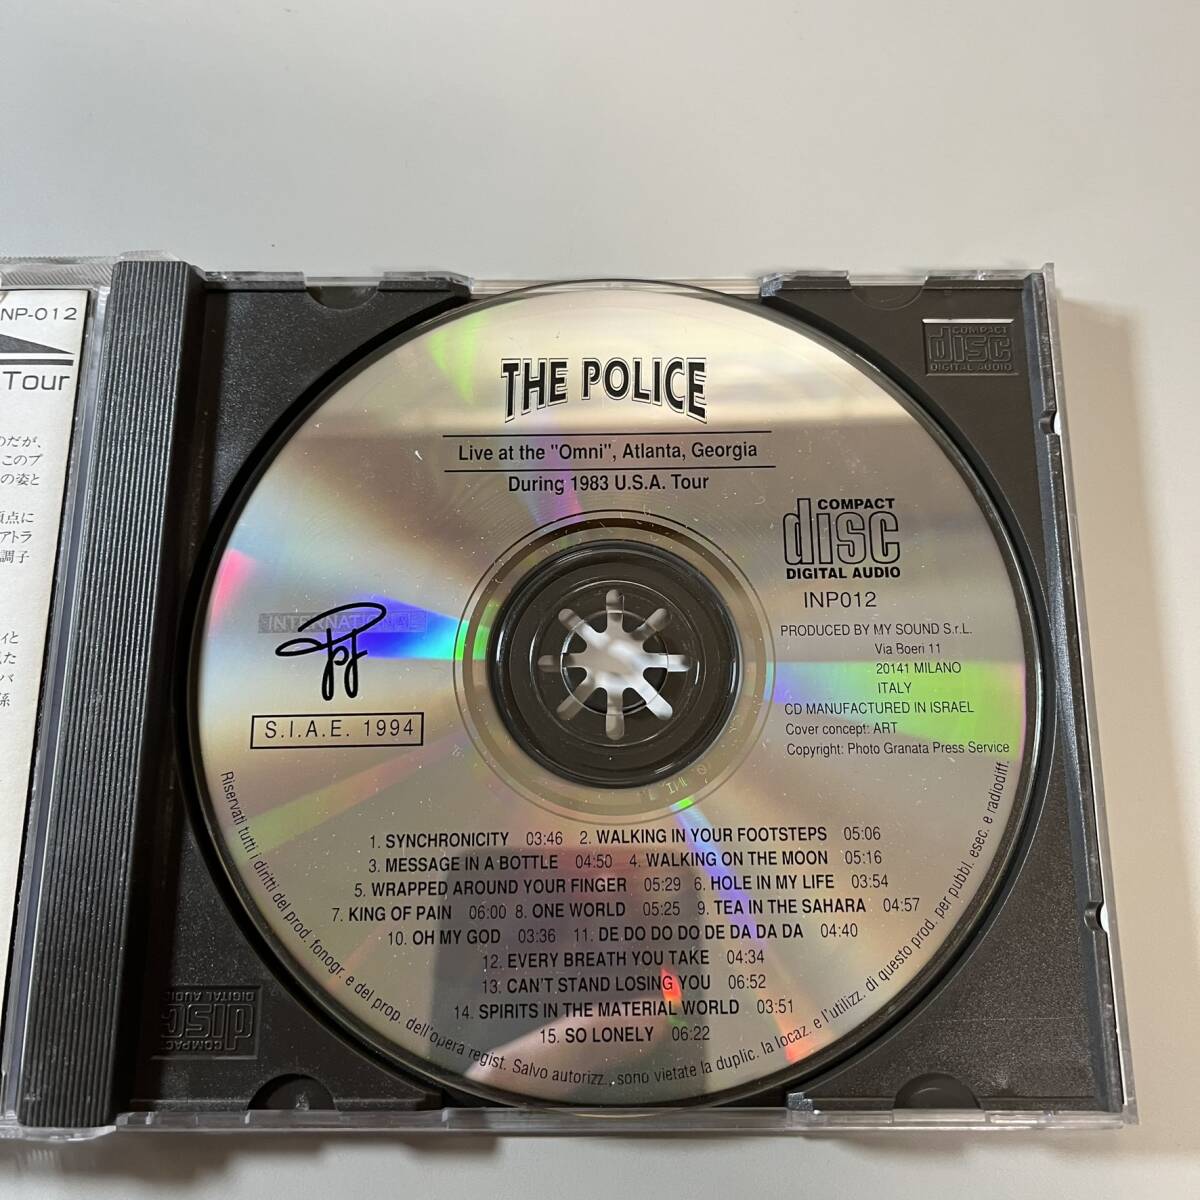 NP-012
Tour
のだが、
このブ
の姿と
頂点に
アトラ
調子
ィと
た
バ
係
THE POLICE
Live at the "Omni", Atlanta, Georgia
During 1983 U.S.A. Tour
COMPACT
disc
DIGITAL AUDIO
INP012
PRODUCED BY MY SOUND S.r.L.
Via Boeri 11
20141 MILANO
ITALY
CD MANUFACTURED IN ISRAEL
Cover concept: ART
Copyright: Photo Granata Press Service
INTERNATIONAL
S.I.A.E. 1994
1. SYNCHRONICITY 03:46 2. WALKING IN YOUR FOOTSTEPS 05:06
3. MESSAGE IN A BOTTLE 04:50 4. WALKING ON THE MOON 05:16
5. WRAPPED AROUND YOUR FINGER 05:29 6. HOLE IN MY LIFE 03:54
7. KING OF PAIN 06:00 8. ONE WORLD 05:25 9. TEA IN THE SAHARA 04:57
10. OH MY GOD 03:36 11. DE DO DO DO DE DA DA DA 04:40
12. EVERY BREATH YOU TAKE 04:34
13. CAN'T STAND LOSING YOU 06:52
14. SPIRITS IN THE MATERIAL WORLD 03:51
15. SO LONELY 06:22
Riservati tutti i diritti del prod. fonogr. e del prop. dell'opera regist. Salvo autorizz., sono vietate la duplic. la locaz. e l'utilizz. di questo prod. per pubbl. esec. e radiodiff.
COMPACT
disc
DIGITAL AUDIO
COMPACT
disc
DIGITAL AUDIO